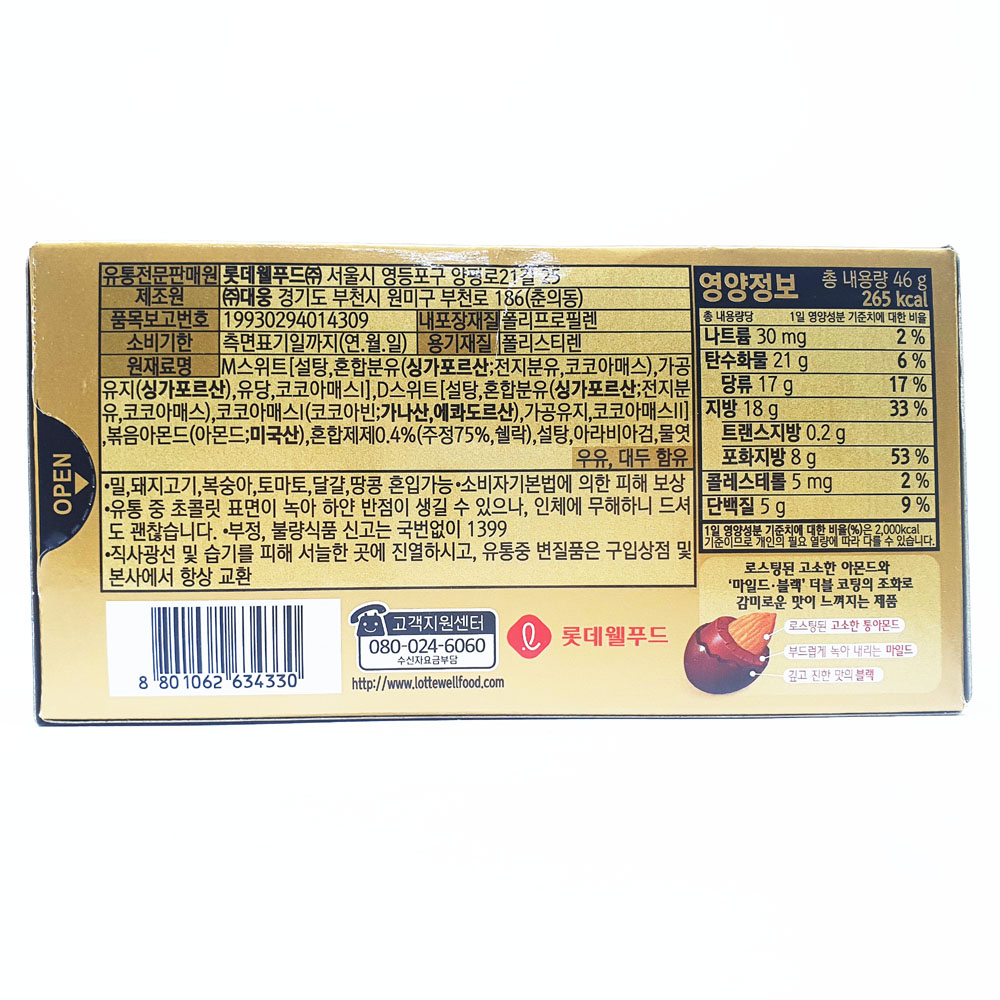 유통전문판매원 롯데웰푸드㈜ 서울시 영등포구 양평로21길 25
제조원 ㈜대웅 경기도 부천시 원미구 부천로 186(춘의동)
품목보고번호 19930294014309 내포장재질 폴리프로필렌
소비기한 측면표기일까지(연.월.일) 용기재질 폴리스티렌
원재료명 M스위트[설탕,혼합분유(싱가포르산;전지분유,코코아매스),가공
유지(싱가포르산),유당,코코아매스I],D스위트[설탕,혼합분유(싱가포르산;전지분
유,코코아매스),코코아매스I(코코아빈;가나산,에콰도르산),가공유지,코코아매스II]
,볶음아몬드(아몬드;미국산),혼합제제0.4%(주정75%,쉘락),설탕,아라비아검,물엿
우유, 대두 함유
•밀,돼지고기,복숭아,토마토,달걀,땅콩 혼입가능 •소비자기본법에 의한 피해 보상
•유통 중 초콜릿 표면이 녹아 하얀 반점이 생길 수 있으나, 인체에 무해하니 드셔
도 괜찮습니다. •부정, 불량식품 신고는 국번없이 1399
•직사광선 및 습기를 피해 서늘한 곳에 진열하시고, 유통중 변질품은 구입상점 및
본사에서 항상 교환
OPEN
영양정보 총 내용량 46 g
265 kcal
총 내용량당 1일 영양성분 기준치에 대한 비율
나트륨 30 mg 2 %
탄수화물 21 g 6 %
당류 17 g 17 %
지방 18 g 33 %
트랜스지방 0.2 g
포화지방 8 g 53 %
콜레스테롤 5 mg 2 %
단백질 5 g 9 %
1일 영양성분 기준치에 대한 비율(%)은 2,000kcal
기준이므로 개인의 필요 열량에 따라 다를 수 있습니다.
로스팅된 고소한 아몬드와
‘마일드·블랙’ 더블 코팅의 조화로
감미로운 맛이 느껴지는 제품
로스팅된 고소한 통아몬드
부드럽게 녹아 내리는 마일드
깊고 진한 맛의 블랙
8 801062 634330
고객지원센터
080-024-6060
수신자요금부담
http://www.lottewellfood.com
롯데웰푸드